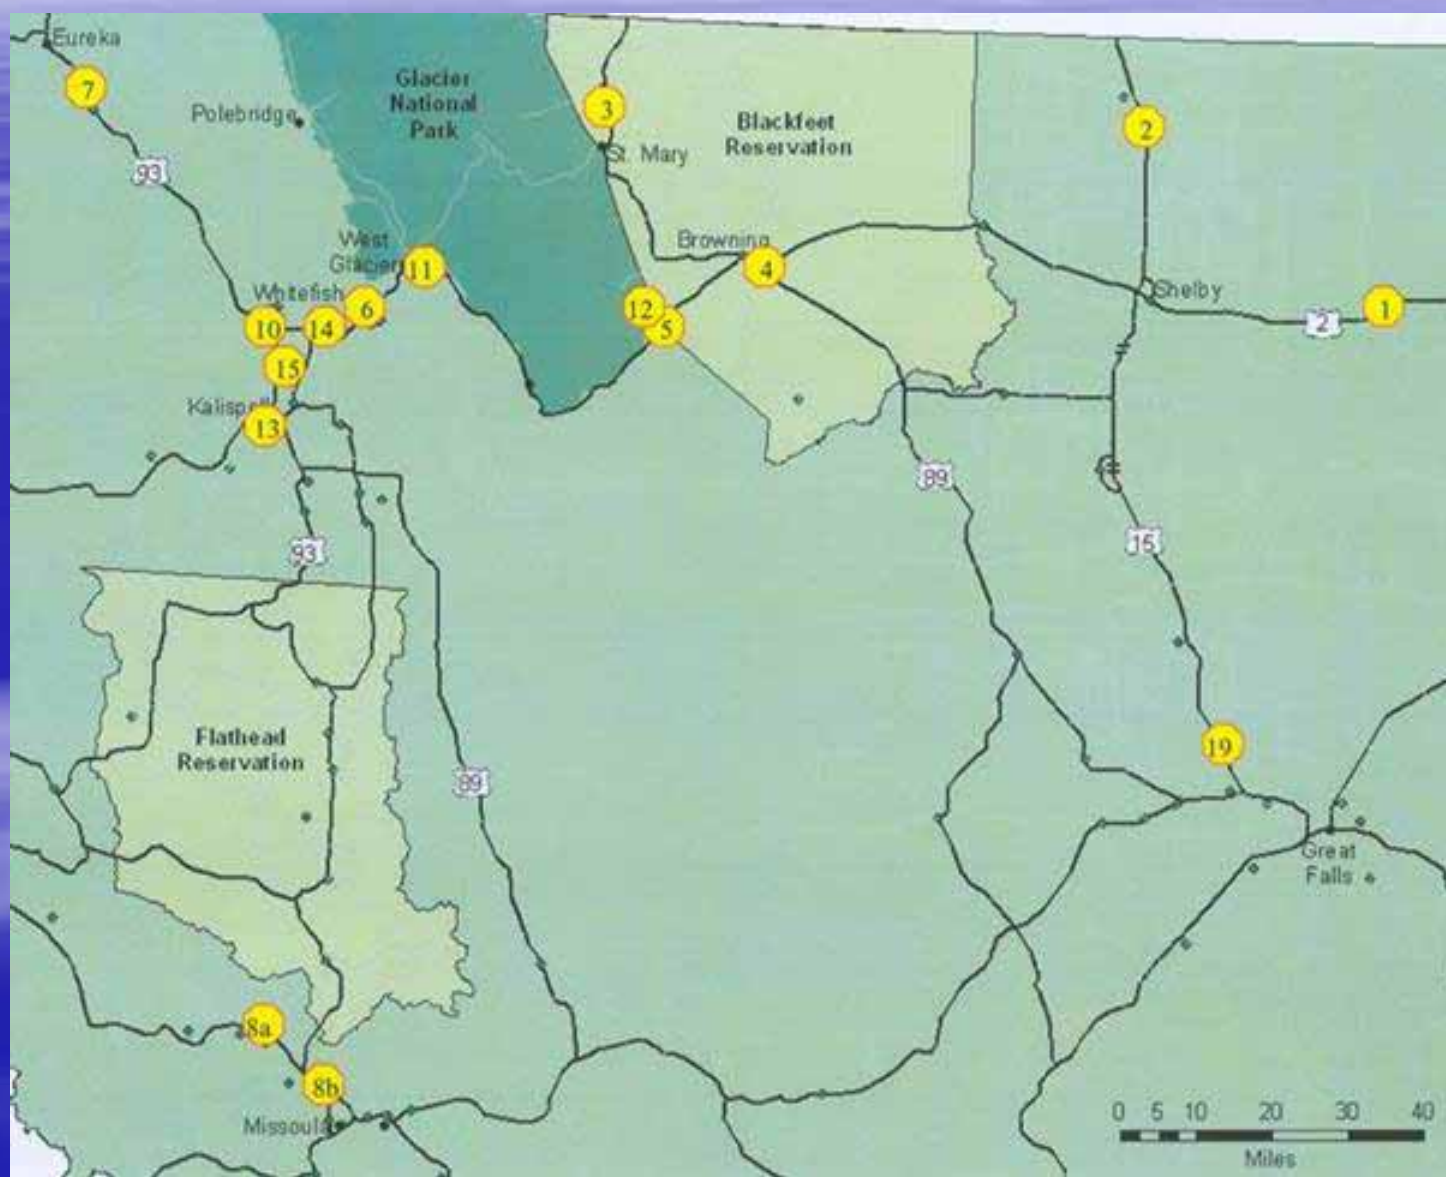 Eureka
7
Polebridge
Glacier
National
Park
3
St. Mary
Blackfeet
Reservation
2
93
West
Glacier
11
Browning
4
Shelby
1
2
Whitefish
10
14
6
12
5
15
Kalispell
13
89
93
15
Flathead
Reservation
89
19
Great
Falls
8a
8b
Missoula
0 5 10 20 30 40
Miles